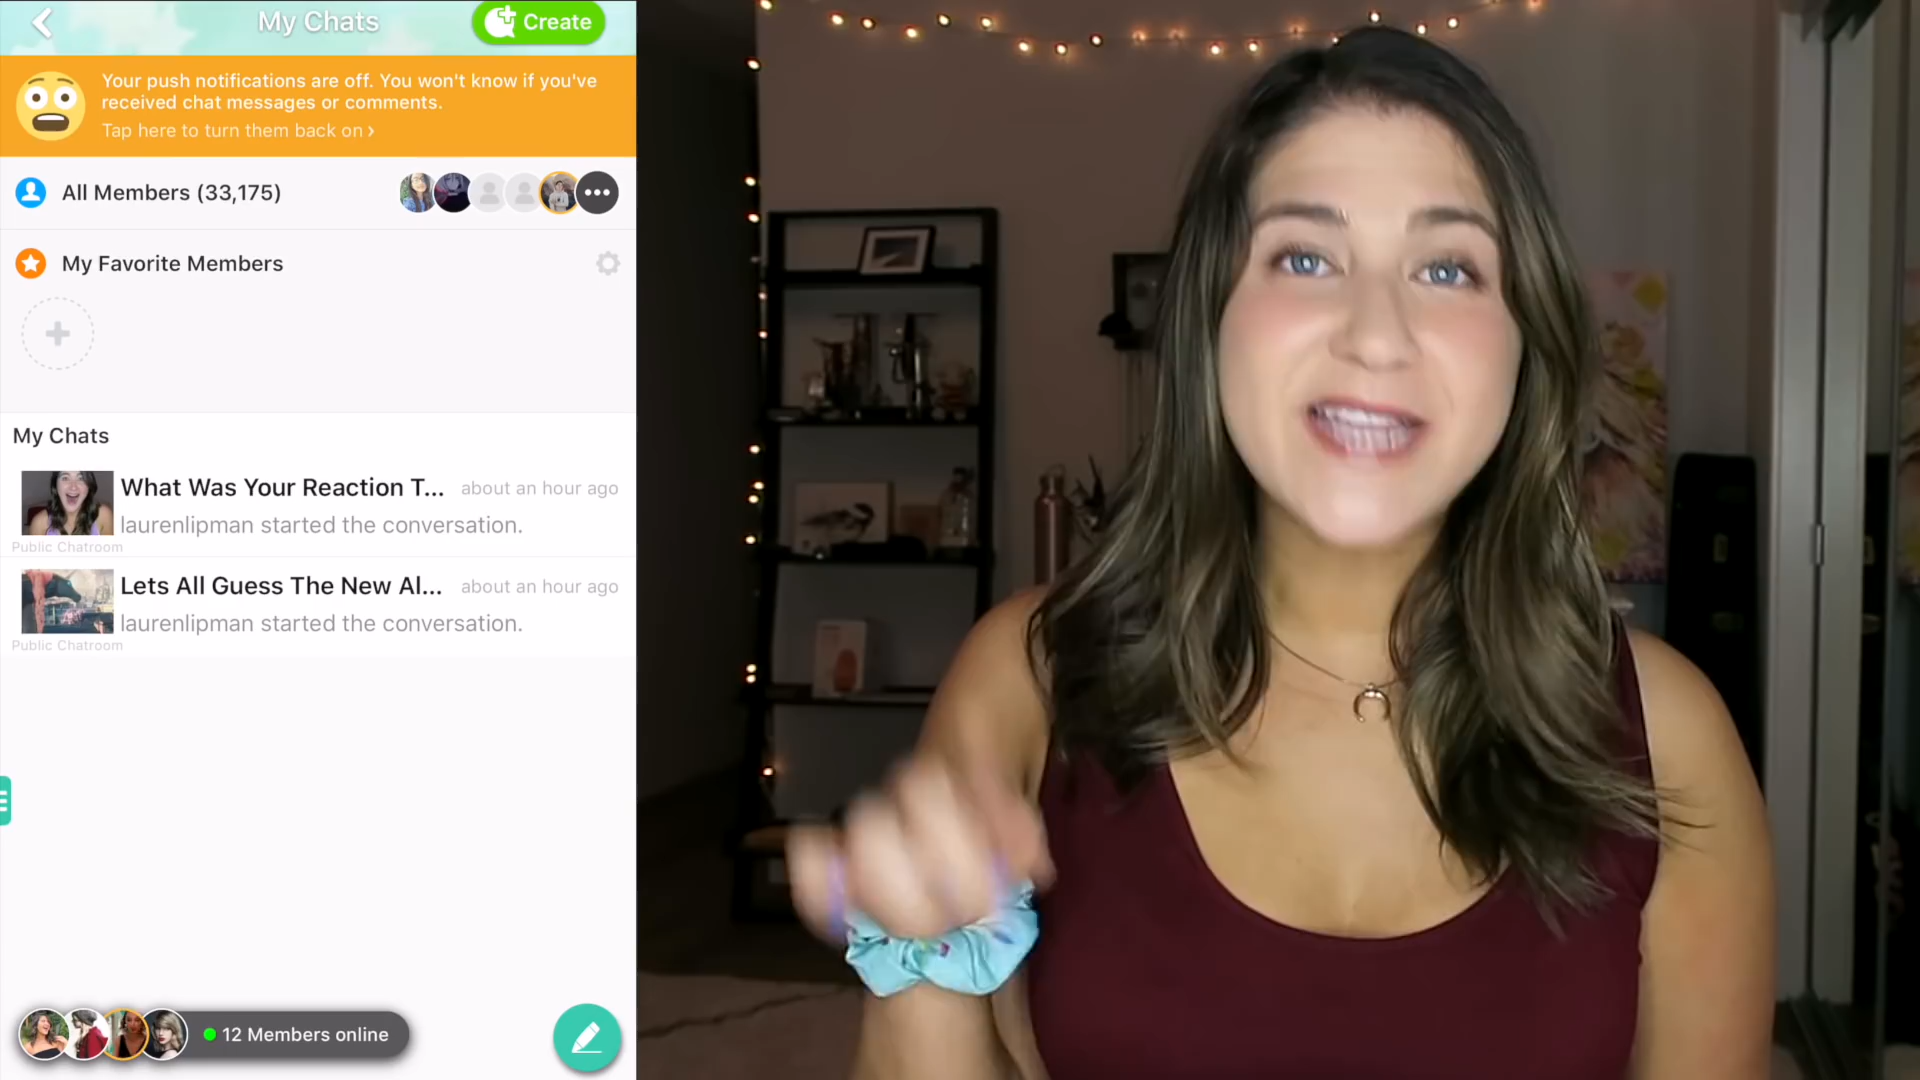 My Chats
Create
Your push notifications are off. You won't know if you've
received chat messages or comments.
Tap here to turn them back on ›
All Members (33,175)
My Favorite Members
My Chats
What Was Your Reaction T... about an hour ago
laurenlipman started the conversation.
Public Chatroom
Lets All Guess The New Al... about an hour ago
laurenlipman started the conversation.
Public Chatroom
12 Members online